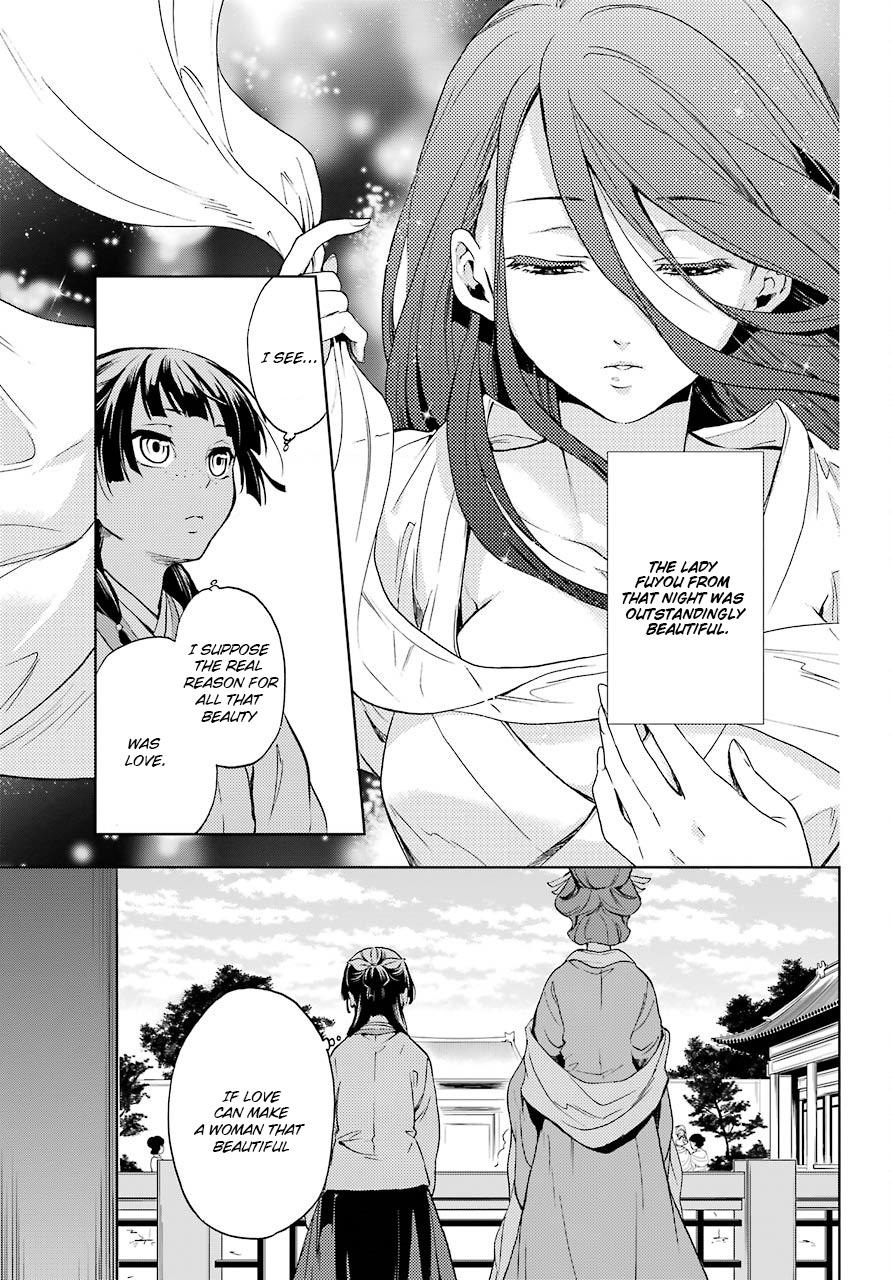 THE LADY
FUYOU FROM
THAT NIGHT WAS
OUTSTANDINGLY
BEAUTIFUL.
I SEE...
I SUPPOSE
THE REAL
REASON FOR
ALL THAT
BEAUTY
WAS
LOVE.
IF LOVE
CAN MAKE
A WOMAN THAT
BEAUTIFUL